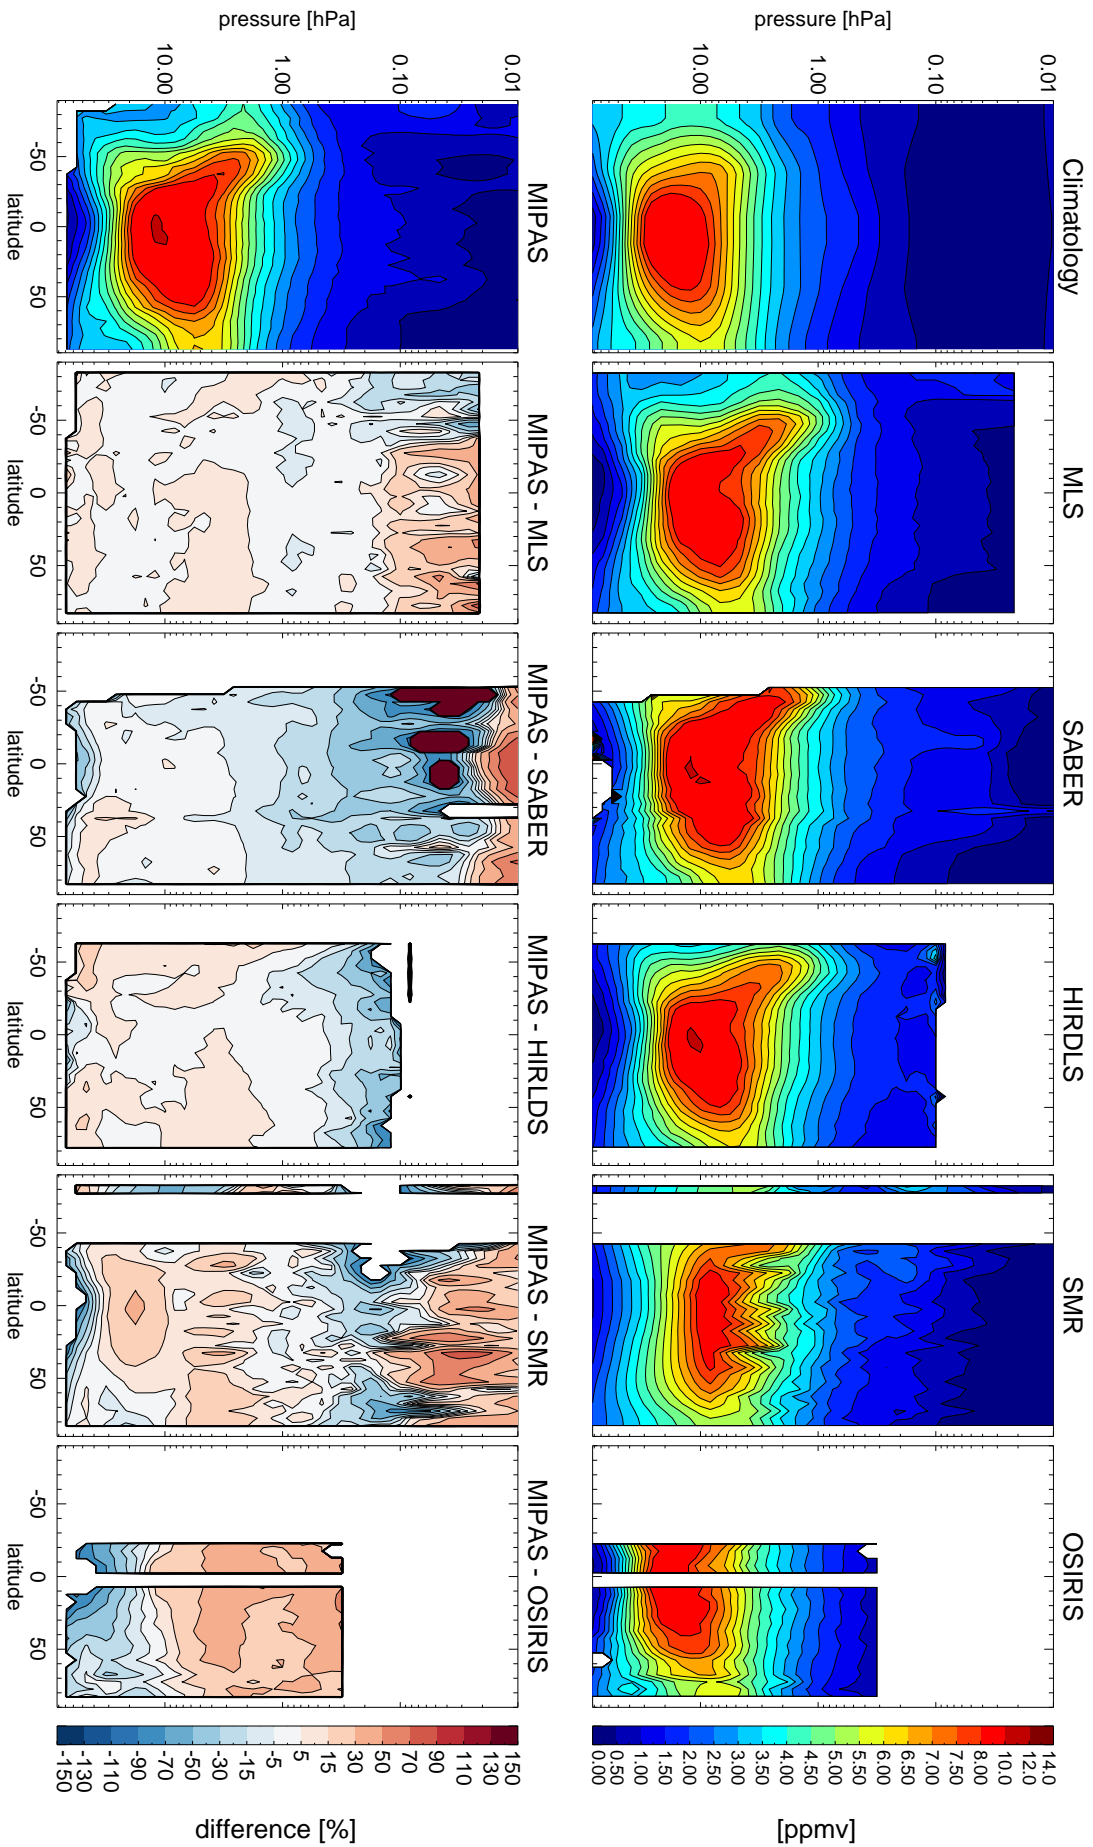 Climatology
MLS
SABER
HIRDLS
SMR
OSIRIS
pressure [hPa]
0.01
0.10
1.00
10.00
14.0
12.0
10.0
8.00
7.50
7.00
6.50
6.00
5.50
5.00
4.50
4.00
3.50
3.00
2.50
2.00
1.50
1.00
0.50
0.00
[ppmv]
MIPAS
MIPAS - MLS
MIPAS - SABER
MIPAS - HIRLDS
MIPAS - SMR
MIPAS - OSIRIS
pressure [hPa]
0.01
0.10
1.00
10.00
150
130
110
90
70
50
30
15
5
-5
-15
-30
-50
-70
-90
-110
-130
-150
difference [%]
-50 0 50
-50 0 50
-50 0 50
-50 0 50
-50 0 50
-50 0 50
latitude
latitude
latitude
latitude
latitude
latitude